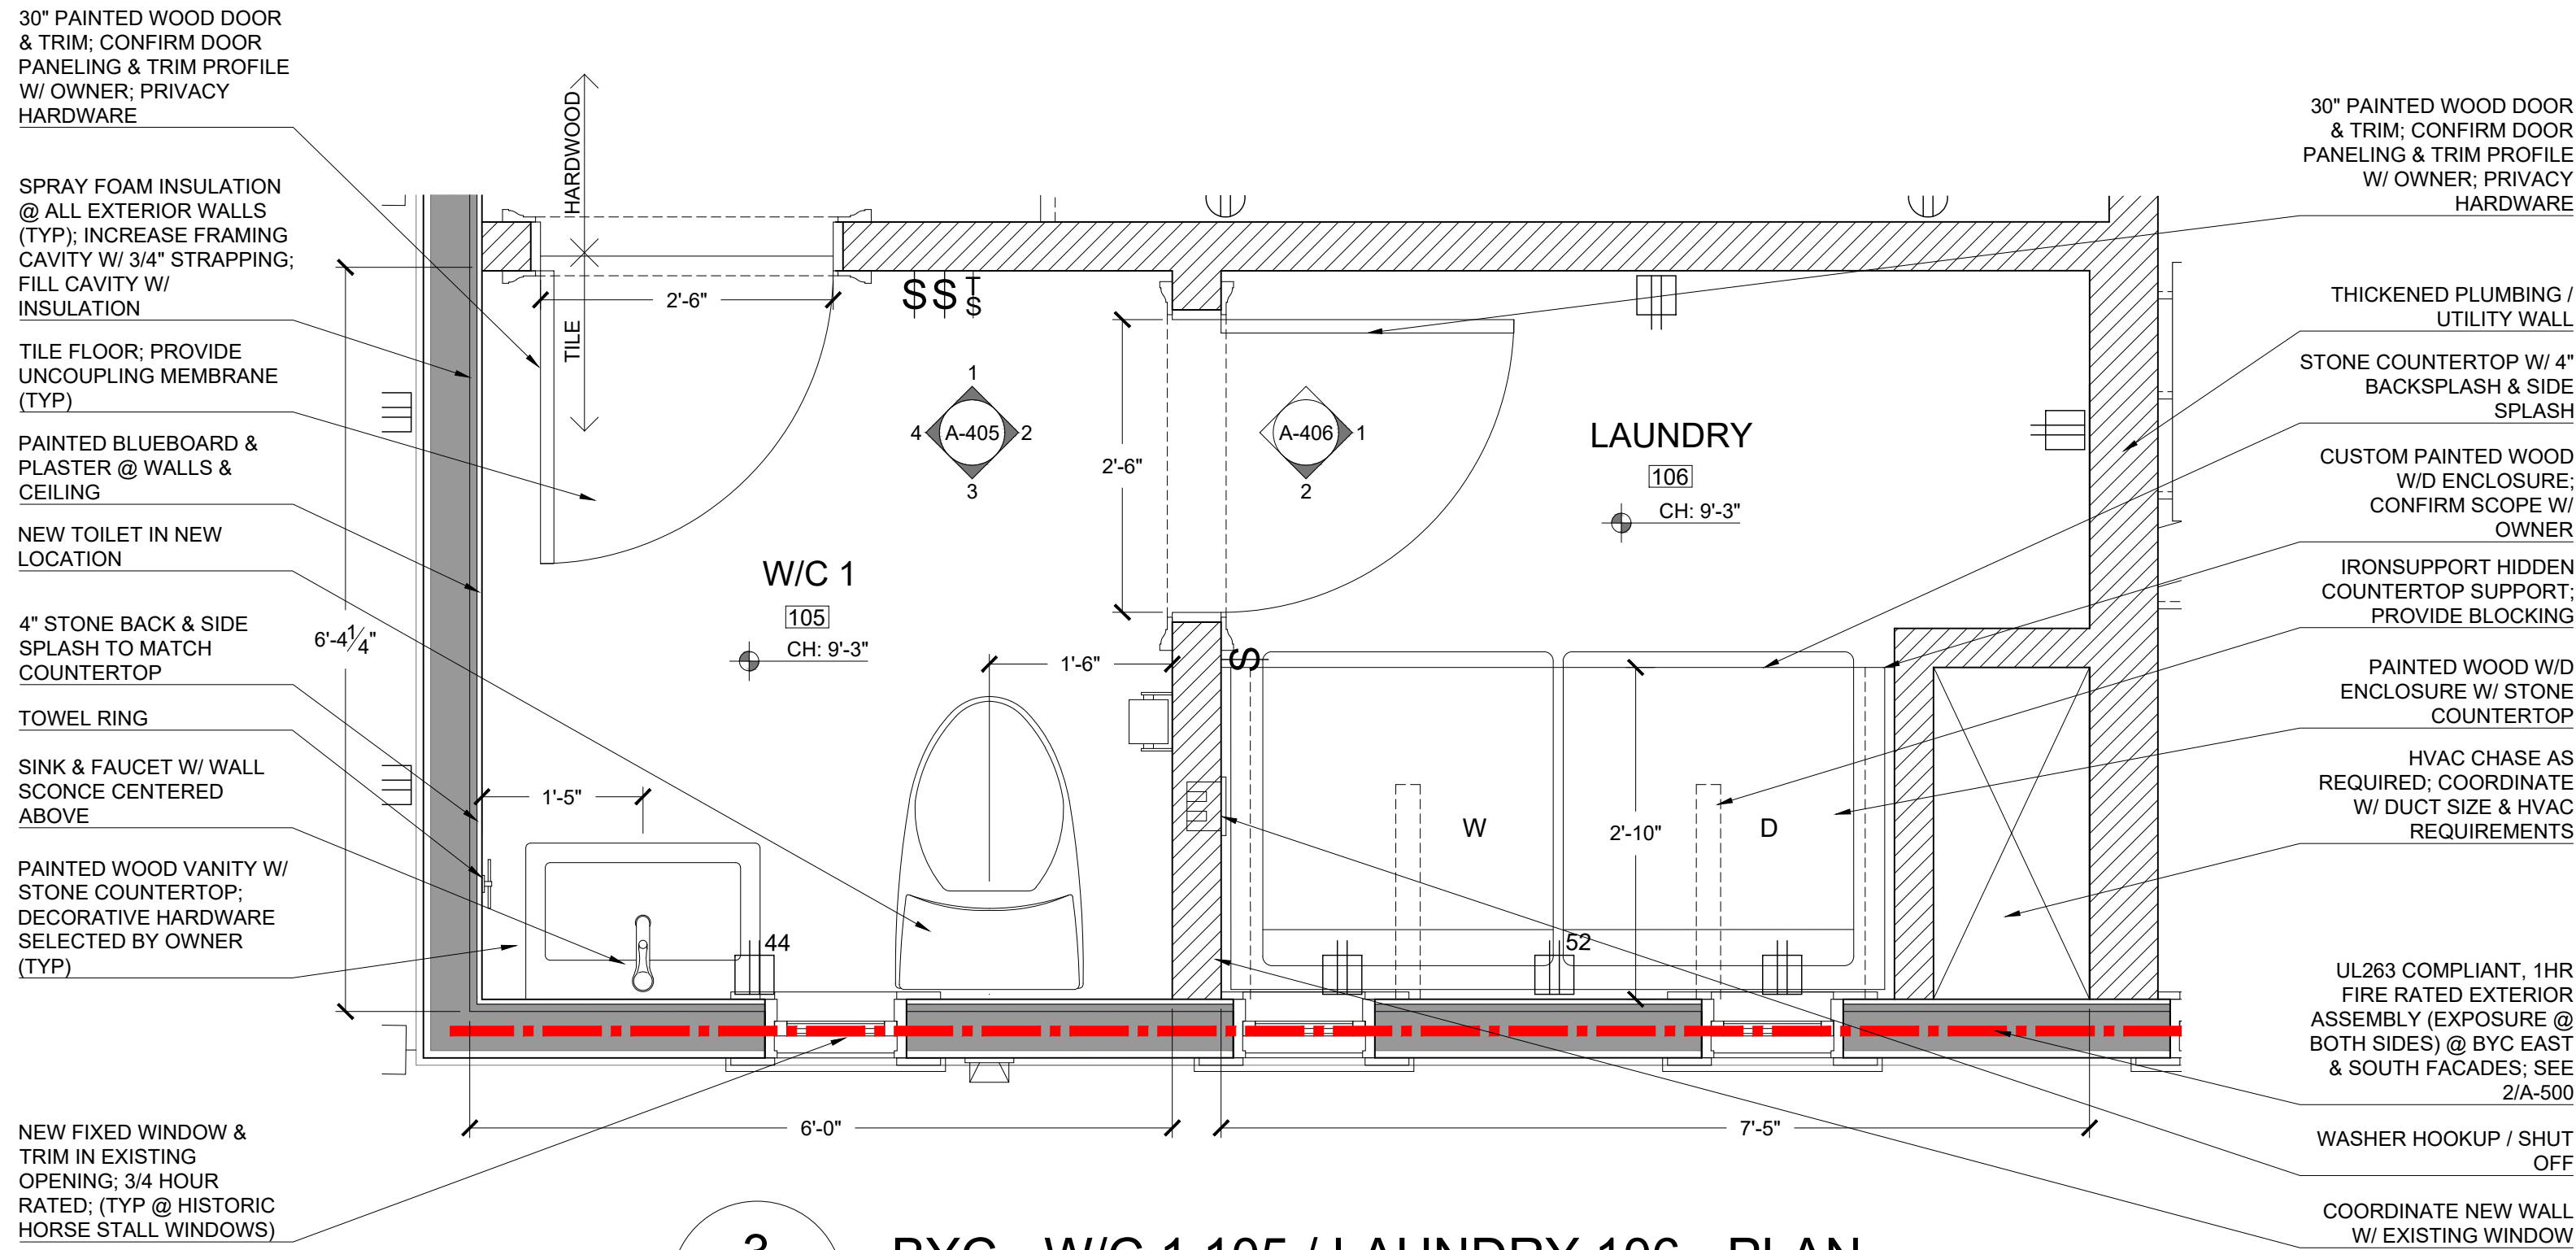 30" PAINTED WOOD DOOR
& TRIM; CONFIRM DOOR
PANELING & TRIM PROFILE
W/ OWNER; PRIVACY
HARDWARE
SPRAY FOAM INSULATION
@ ALL EXTERIOR WALLS
(TYP); INCREASE FRAMING
CAVITY W/ 3/4" STRAPPING;
FILL CAVITY W/
INSULATION
TILE FLOOR; PROVIDE
UNCOUPLING MEMBRANE
(TYP)
PAINTED BLUEBOARD &
PLASTER @ WALLS &
CEILING
NEW TOILET IN NEW
LOCATION
4" STONE BACK & SIDE
SPLASH TO MATCH
COUNTERTOP
TOWEL RING
SINK & FAUCET W/ WALL
SCONCE CENTERED
ABOVE
PAINTED WOOD VANITY W/
STONE COUNTERTOP;
DECORATIVE HARDWARE
SELECTED BY OWNER
(TYP)
NEW FIXED WINDOW &
TRIM IN EXISTING
OPENING; 3/4 HOUR
RATED; (TYP @ HISTORIC
HORSE STALL WINDOWS)
HARDWOOD
TILE
2'-6"
S S T S
6'-4 1/4"
1
4 A-405 2
3
2'-6"
A-406 1
2
W/C 1
105
CH: 9'-3"
LAUNDRY
106
CH: 9'-3"
1'-6"
S
1'-5"
W
2'-10"
D
44
52
6'-0"
7'-5"
3
BYC - W/C 1 105 / LAUNDRY 106 - PLAN
30" PAINTED WOOD DOOR
& TRIM; CONFIRM DOOR
PANELING & TRIM PROFILE
W/ OWNER; PRIVACY
HARDWARE
THICKENED PLUMBING /
UTILITY WALL
STONE COUNTERTOP W/ 4"
BACKSPLASH & SIDE
SPLASH
CUSTOM PAINTED WOOD
W/D ENCLOSURE;
CONFIRM SCOPE W/
OWNER
IRONSUPPORT HIDDEN
COUNTERTOP SUPPORT;
PROVIDE BLOCKING
PAINTED WOOD W/D
ENCLOSURE W/ STONE
COUNTERTOP
HVAC CHASE AS
REQUIRED; COORDINATE
W/ DUCT SIZE & HVAC
REQUIREMENTS
UL263 COMPLIANT, 1HR
FIRE RATED EXTERIOR
ASSEMBLY (EXPOSURE @
BOTH SIDES) @ BYC EAST
& SOUTH FACADES; SEE
2/A-500
WASHER HOOKUP / SHUT
OFF
COORDINATE NEW WALL
W/ EXISTING WINDOW